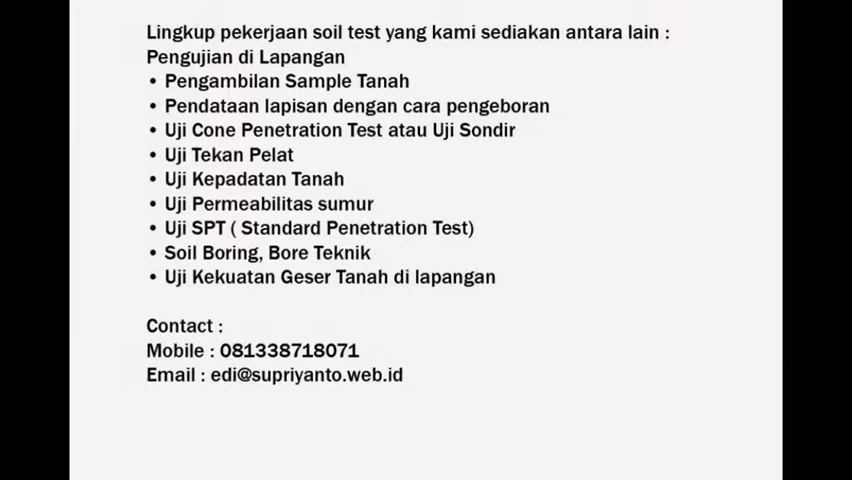 Lingkup pekerjaan soil test yang kami sediakan antara lain :
Pengujian di Lapangan
• Pengambilan Sample Tanah
• Pendataan lapisan dengan cara pengeboran
• Uji Cone Penetration Test atau Uji Sondir
• Uji Tekan Pelat
• Uji Kepadatan Tanah
• Uji Permeabilitas sumur
• Uji SPT ( Standard Penetration Test)
• Soil Boring, Bore Teknik
• Uji Kekuatan Geser Tanah di lapangan
Contact :
Mobile : 081338718071
Email : edi@supriyanto.web.id